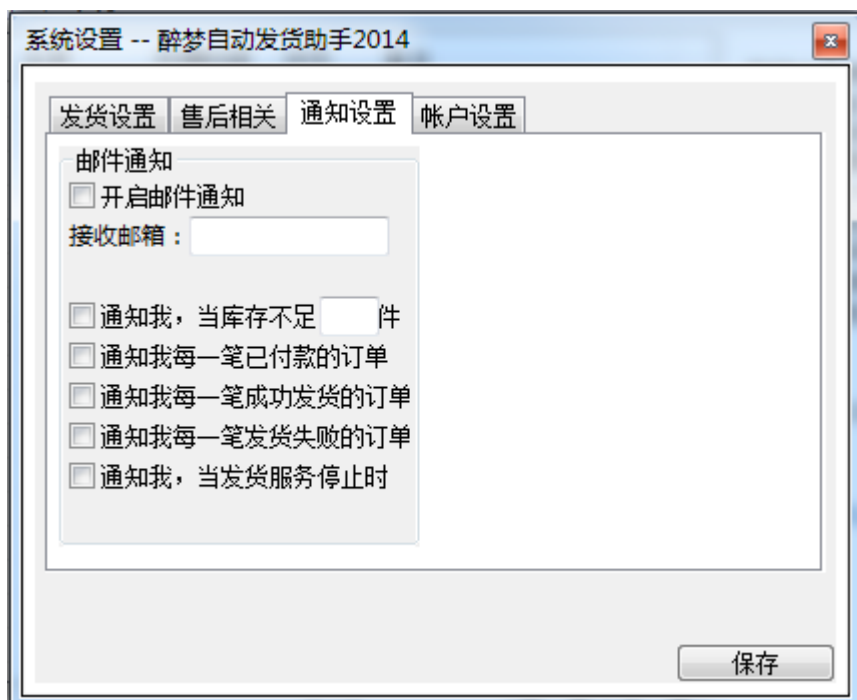 系统设置 -- 醉梦自动发货助手2014
发货设置 售后相关 通知设置 帐户设置
邮件通知
开启邮件通知
接收邮箱：
通知我，当库存不足 件
通知我每一笔已付款的订单
通知我每一笔成功发货的订单
通知我每一笔发货失败的订单
通知我，当发货服务停止时
保存